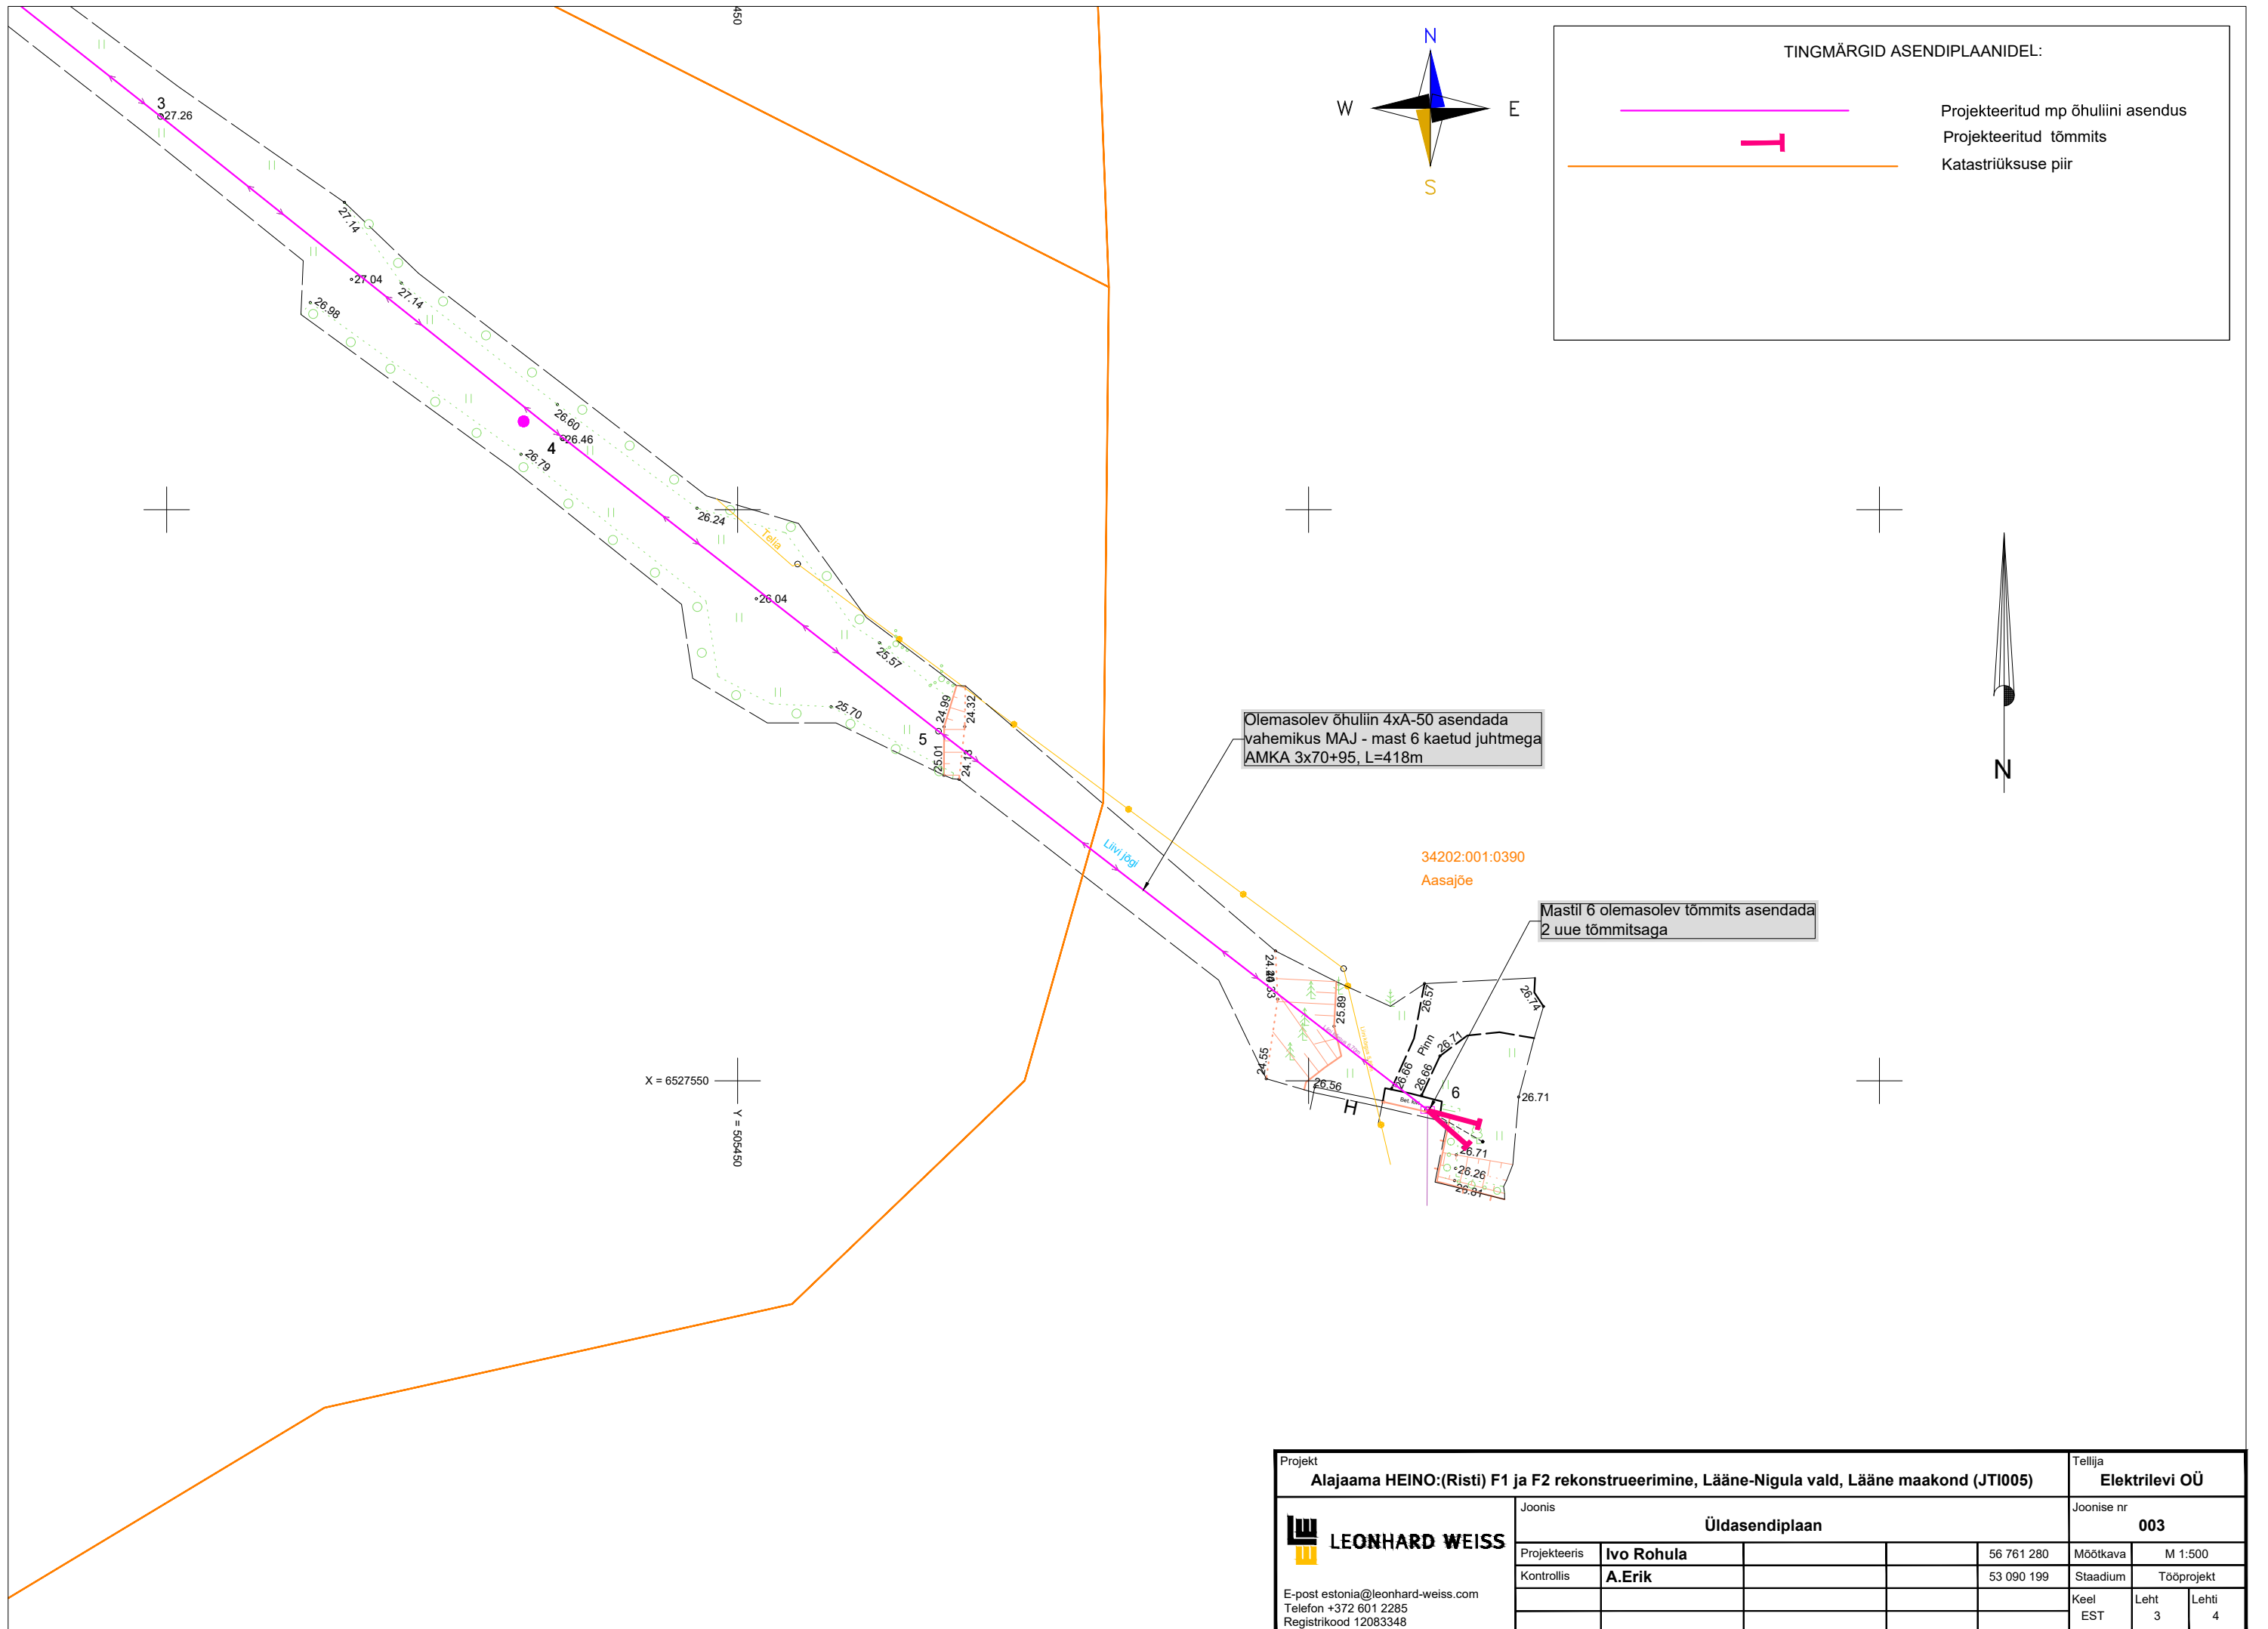 450
N
W
E
S
TINGMÄRGID ASENDIPLAANIDEL:
Projekteeritud mp õhuliini asendus
Projekteeritud tõmmits
Katastriüksuse piir
3
27.26
27.14
27.04
27.14
26.98
26.60
26.46
4
26.79
26.24
Telia
26.04
25.57
25.70
24.99
24.32
5
25.01
24.13
Olemasolev õhuliin 4xA-50 asendada
vahemikus MAJ - mast 6 kaetud juhtmega
AMKA 3x70+95, L=418m
N
Liivi jõgi
34202:001:0390
Aasajõe
Mastil 6 olemasolev tõmmits asendada
2 uue tõmmitsaga
25.89
26.57
26.74
Pinn
26.71
24.55
26.66
26.66
26.56
H
6
26.71
X = 6527550
Y = 505450
26.71
26.26
26.81
Projekt
Alajaama HEINO:(Risti) F1 ja F2 rekonstrueerimine, Lääne-Nigula vald, Lääne maakond (JTI005)
Tellija
Elektrilevi OÜ
LEONHARD WEISS
Joonis
Üldasendiplaan
Joonise nr
003
Projekteeris Ivo Rohula 56 761 280 Mõõtkava M 1:500
Kontrollis A.Erik 53 090 199 Staadium Tööprojekt
E-post estonia@leonhard-weiss.com
Telefon +372 601 2285
Registrikood 12083348
Keel Leht Lehti
EST 3 4